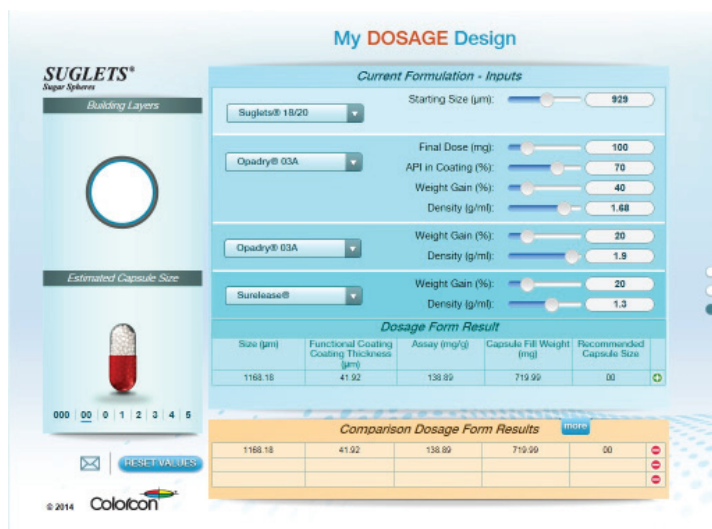 My DOSAGE Design
SUGLETS®
Sugar Spheres
Building Layers
Estimated Capsule Size
000 00 0 1 2 3 4 5
RESET VALUES
© 2014 Colorcon
Current Formulation - Inputs
Suglets® 18/20
Starting Size (µm): 929
Opadry® 03A
Final Dose (mg): 100
API in Coating (%): 70
Weight Gain (%): 40
Density (g/ml): 1.68
Opadry® 03A
Weight Gain (%): 20
Density (g/ml): 1.9
Surelease®
Weight Gain (%): 20
Density (g/ml): 1.3
Dosage Form Result
Size (µm) Functional Coating Coating Thickness (µm) Assay (mg/g) Capsule Fill Weight (mg) Recommended Capsule Size
1168.18 41.92 138.89 719.99 00
Comparison Dosage Form Results more
1168.18 41.92 138.89 719.99 00